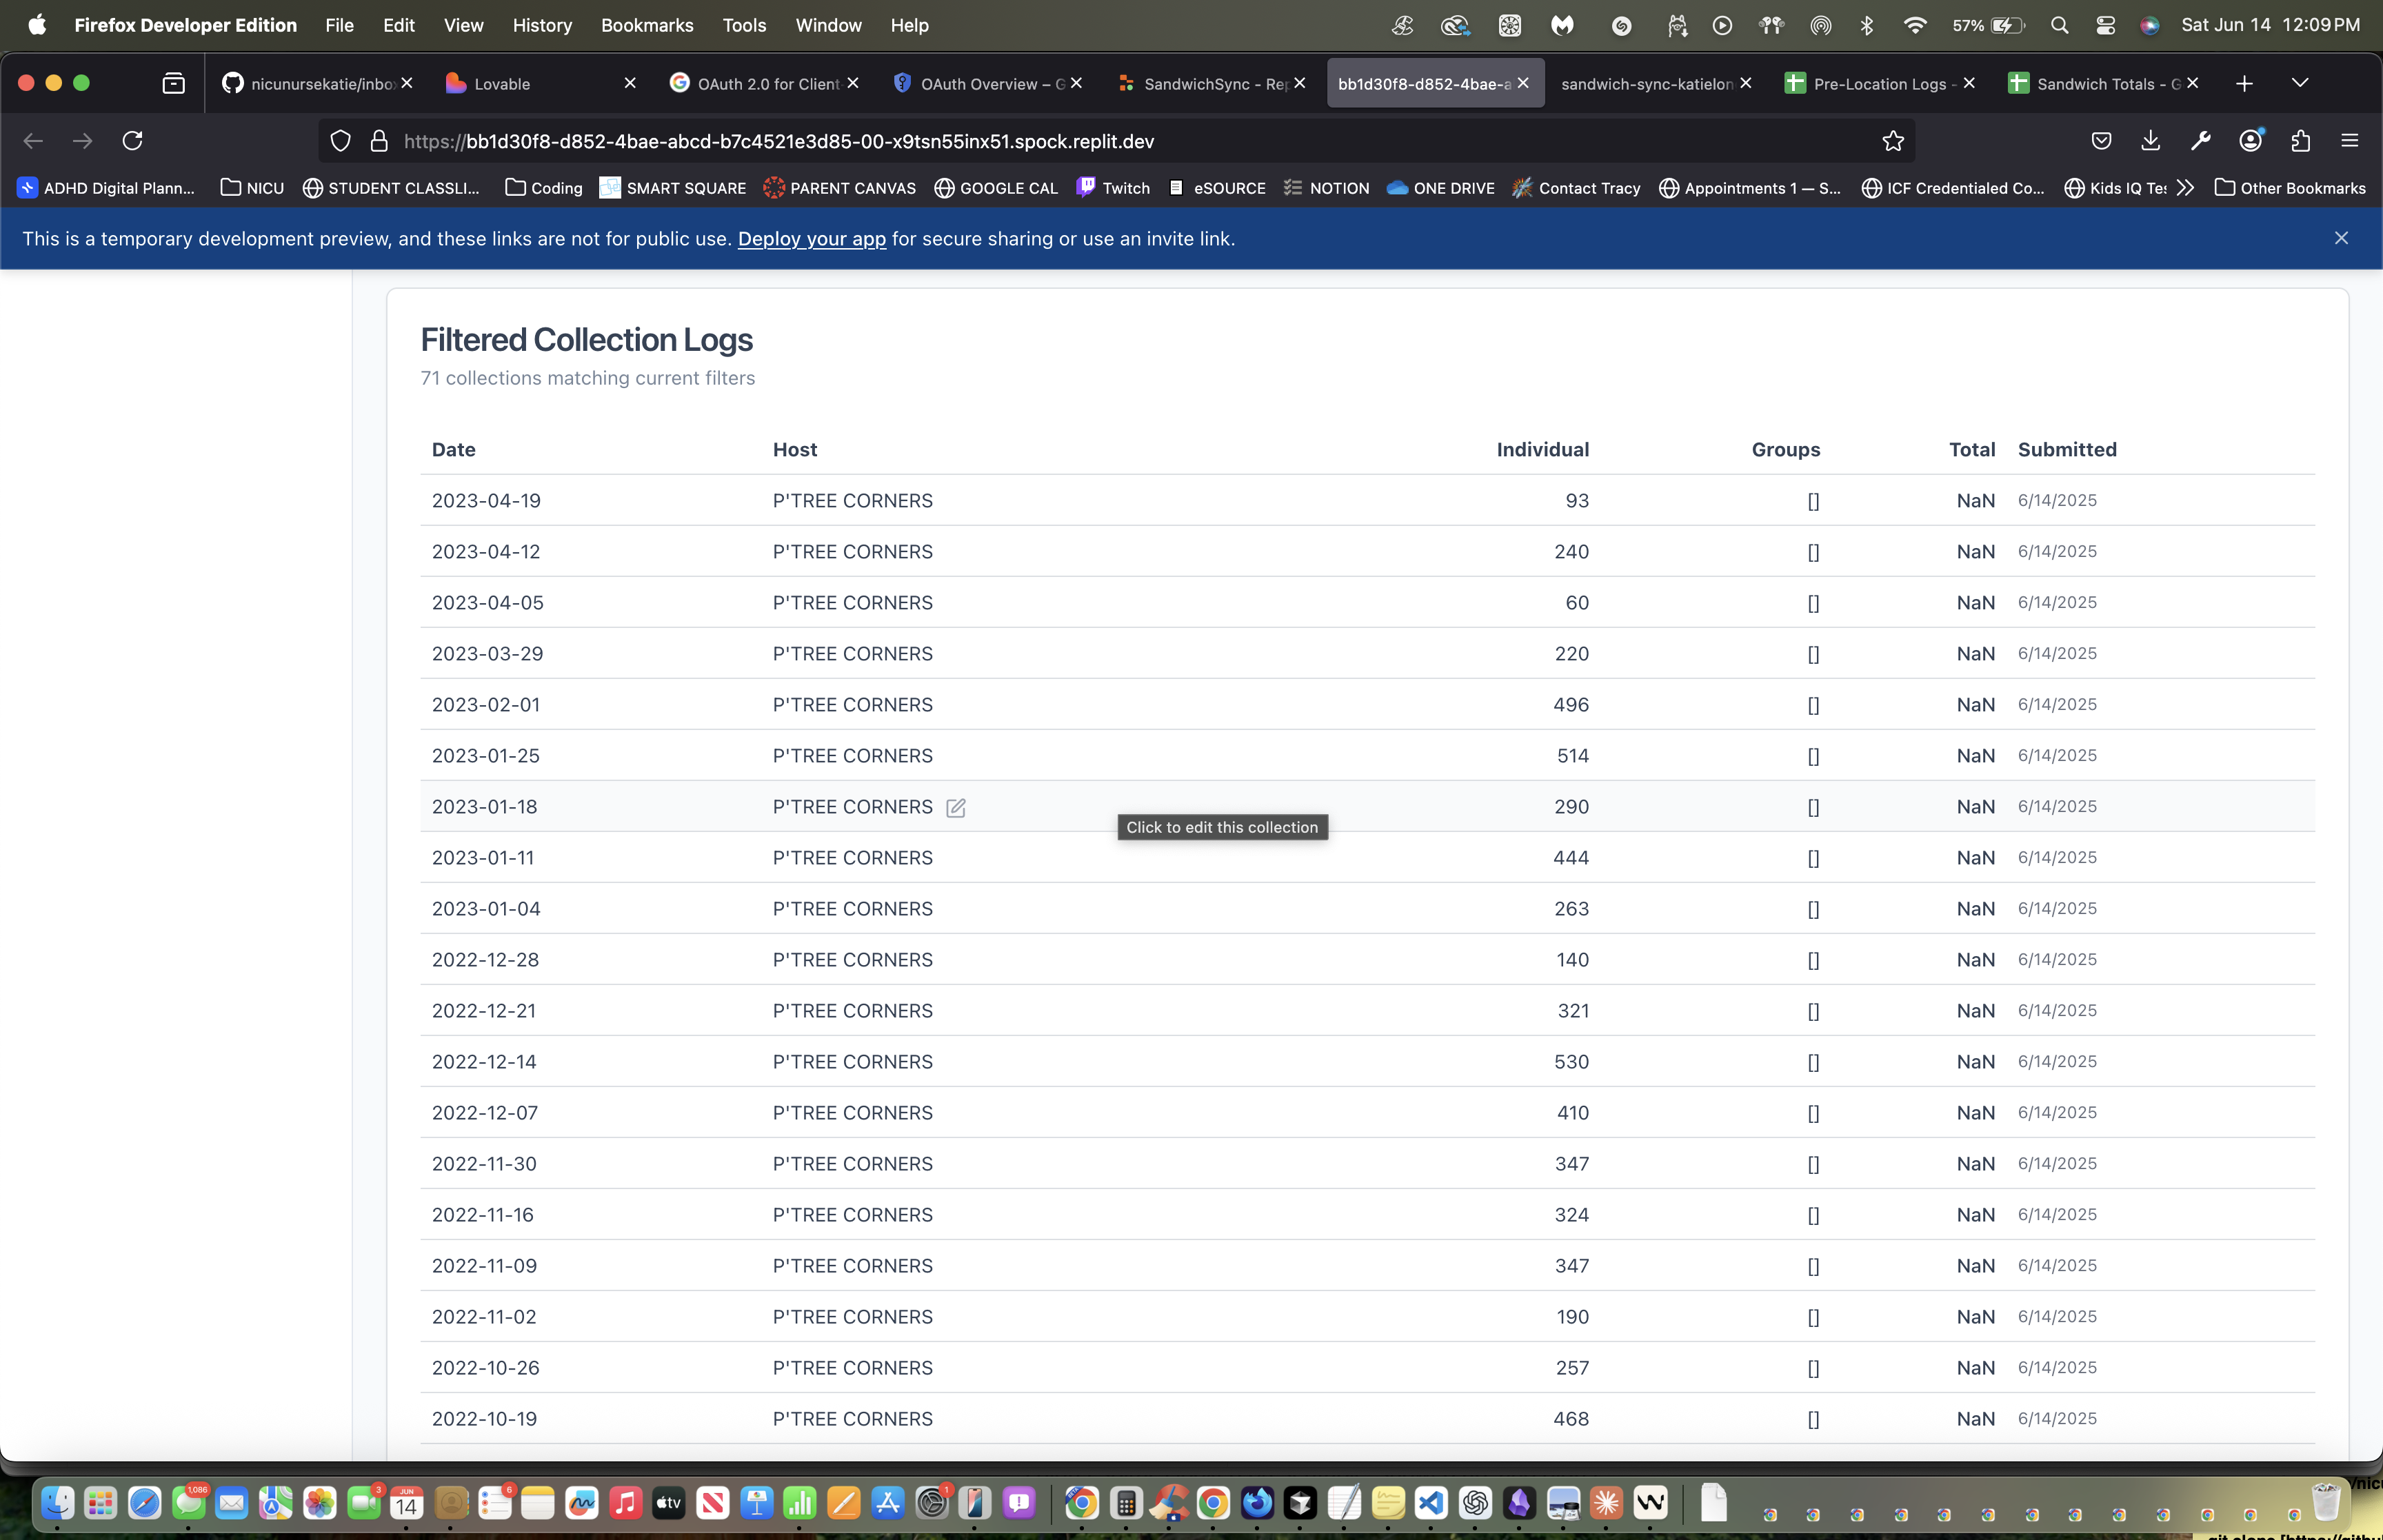 Firefox Developer Edition File Edit View History Bookmarks Tools Window Help 57% Sat Jun 14 12:09 PM
nicunursekatie/inbo Lovable OAuth 2.0 for Client OAuth Overview – G SandwichSync - Rep bb1d30f8-d852-4bae-a sandwich-sync-katielon Pre-Location Logs - Sandwich Totals - G
https://bb1d30f8-d852-4bae-abcd-b7c4521e3d85-00-x9tsn55inx51.spock.replit.dev
ADHD Digital Plann... NICU STUDENT CLASSLI... Coding SMART SQUARE PARENT CANVAS GOOGLE CAL Twitch eSOURCE NOTION ONE DRIVE Contact Tracy Appointments 1 — S... ICF Credentialed Co... Kids IQ Tes Other Bookmarks
This is a temporary development preview, and these links are not for public use. Deploy your app for secure sharing or use an invite link.
Filtered Collection Logs
71 collections matching current filters
Date Host Individual Groups Total Submitted
2023-04-19 P'TREE CORNERS 93 [] NaN 6/14/2025
2023-04-12 P'TREE CORNERS 240 [] NaN 6/14/2025
2023-04-05 P'TREE CORNERS 60 [] NaN 6/14/2025
2023-03-29 P'TREE CORNERS 220 [] NaN 6/14/2025
2023-02-01 P'TREE CORNERS 496 [] NaN 6/14/2025
2023-01-25 P'TREE CORNERS 514 [] NaN 6/14/2025
2023-01-18 P'TREE CORNERS 290 [] NaN 6/14/2025
Click to edit this collection
2023-01-11 P'TREE CORNERS 444 [] NaN 6/14/2025
2023-01-04 P'TREE CORNERS 263 [] NaN 6/14/2025
2022-12-28 P'TREE CORNERS 140 [] NaN 6/14/2025
2022-12-21 P'TREE CORNERS 321 [] NaN 6/14/2025
2022-12-14 P'TREE CORNERS 530 [] NaN 6/14/2025
2022-12-07 P'TREE CORNERS 410 [] NaN 6/14/2025
2022-11-30 P'TREE CORNERS 347 [] NaN 6/14/2025
2022-11-16 P'TREE CORNERS 324 [] NaN 6/14/2025
2022-11-09 P'TREE CORNERS 347 [] NaN 6/14/2025
2022-11-02 P'TREE CORNERS 190 [] NaN 6/14/2025
2022-10-26 P'TREE CORNERS 257 [] NaN 6/14/2025
2022-10-19 P'TREE CORNERS 468 [] NaN 6/14/2025
1,086 3 JUN 14 6 tv 1
/nicu